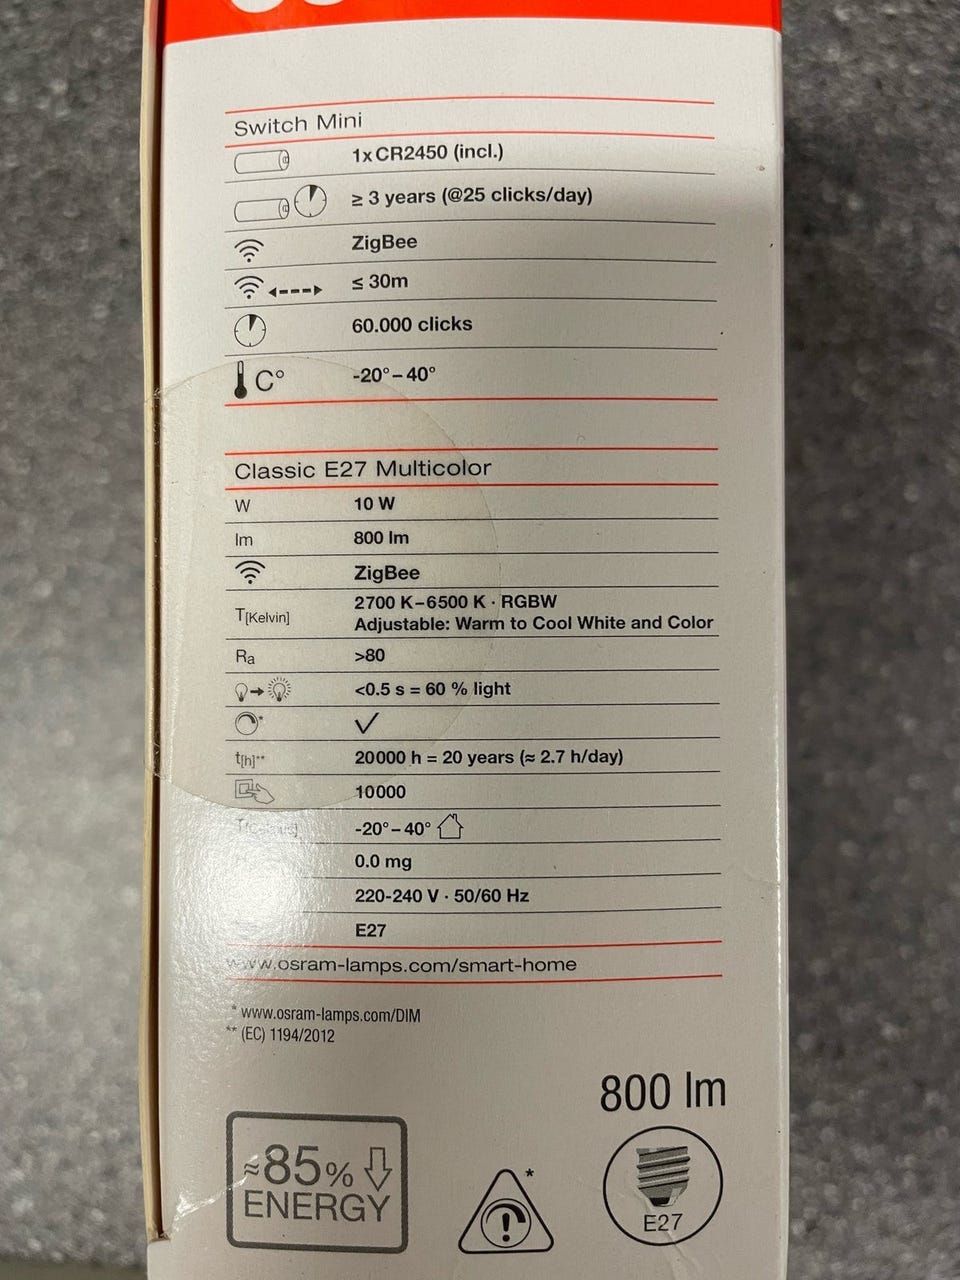 Switch Mini
1xCR2450 (incl.)
≥ 3 years (@25 clicks/day)
ZigBee
≤ 30m
60.000 clicks
C° -20°–40°
Classic E27 Multicolor
W 10 W
lm 800 lm
ZigBee
T[Kelvin] 2700 K–6500 K · RGBW
Adjustable: Warm to Cool White and Color
Ra >80
<0.5 s = 60 % light
*
t[h]** 20000 h = 20 years (≈ 2.7 h/day)
10000
-20°–40°
0.0 mg
220-240 V · 50/60 Hz
E27
www.osram-lamps.com/smart-home
* www.osram-lamps.com/DIM
** (EC) 1194/2012
800 lm
≈85%
ENERGY
*
E27